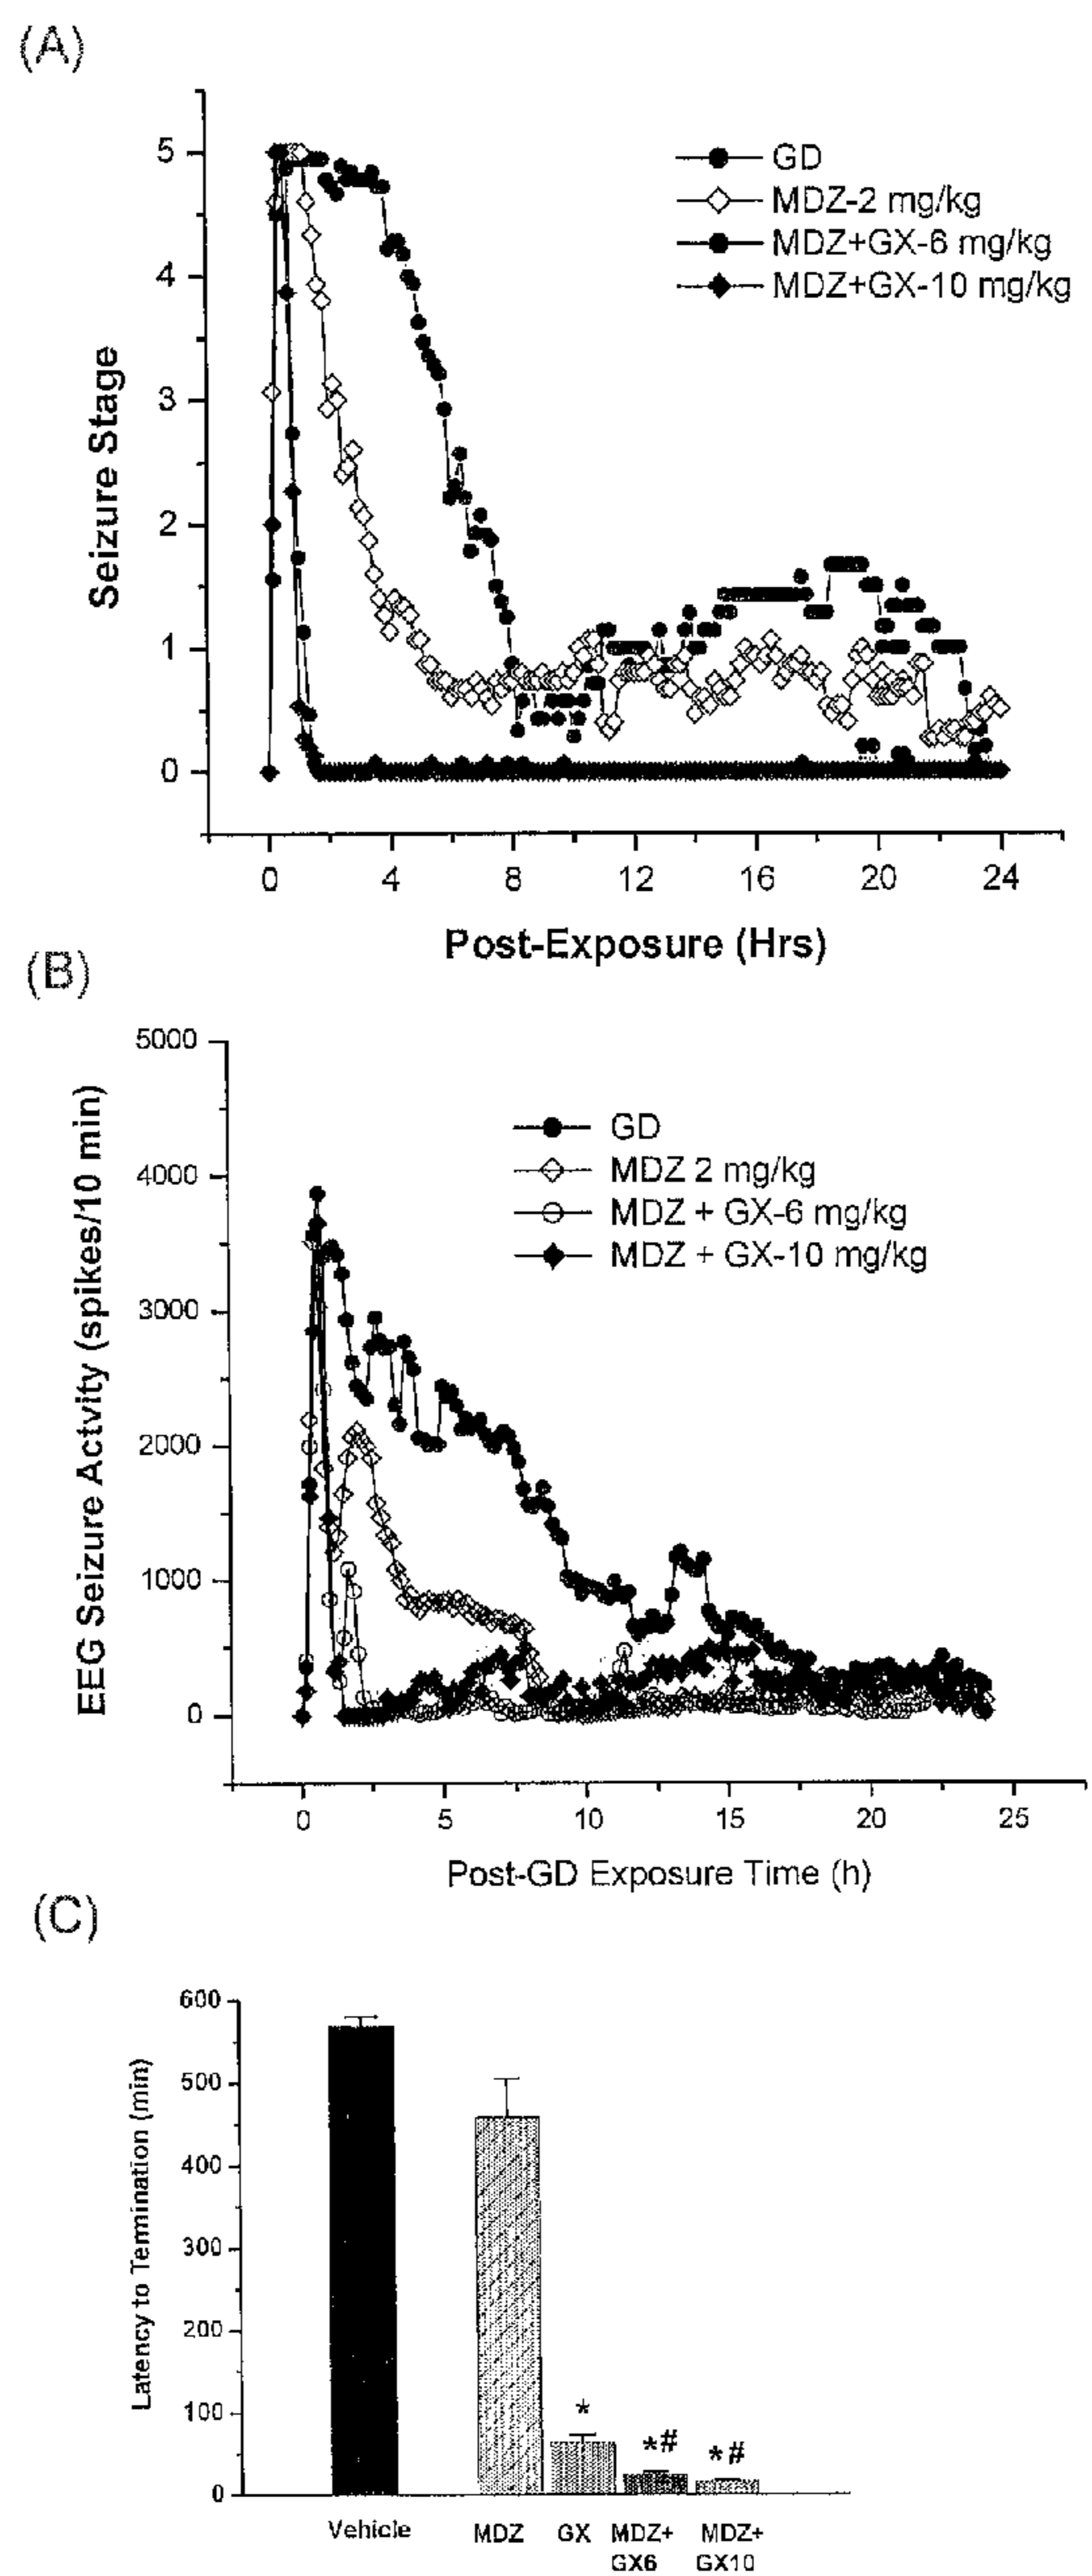 (A)
5
4
3
2
1
0
Seizure Stage
GD
MDZ-2 mg/kg
MDZ+GX-6 mg/kg
MDZ+GX-10 mg/kg
0 4 8 12 16 20 24
Post-Exposure (Hrs)
(B)
5000
4000
3000
2000
1000
0
EEG Seizure Actvity (spikes/10 min)
GD
MDZ 2 mg/kg
MDZ + GX-6 mg/kg
MDZ + GX-10 mg/kg
0 5 10 15 20 25
Post-GD Exposure Time (h)
(C)
600
500
400
300
200
100
0
Latency to Termination (min)
*
*#
*#
Vehicle MDZ GX MDZ+ MDZ+
GX6 GX10